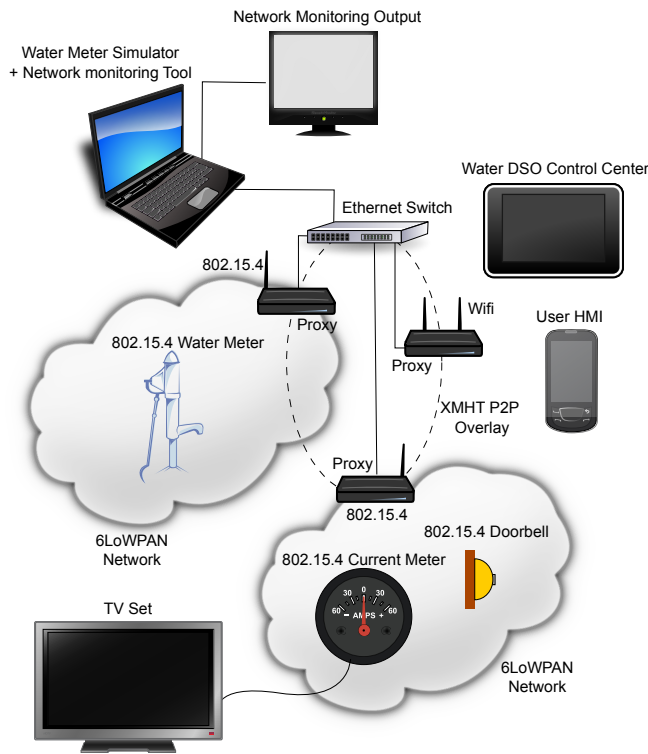 Network Monitoring Output
Water Meter Simulator
+ Network monitoring Tool
Water DSO Control Center
Ethernet Switch
802.15.4
Proxy
Wifi
Proxy
User HMI
802.15.4 Water Meter
XMHT P2P
Overlay
Proxy
802.15.4
6LoWPAN
Network
802.15.4 Doorbell
802.15.4 Current Meter
60 30 0 30 60
- AMPS +
TV Set
6LoWPAN
Network